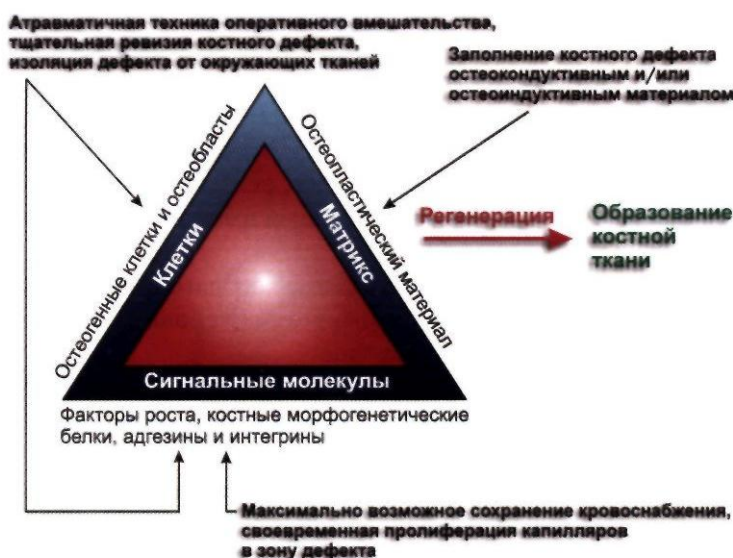 Атравматичная техника оперативного вмешательства,
тщательная ревизия костного дефекта,
изоляция дефекта от окружающих тканей
Заполнение костного дефекта
остеокондуктивным и/или
остеоиндуктивным материалом
Остеогенные клетки и остеобласты
Клетки
Матрикс
Остеопластический материал
Регенерация
Образование
костной
ткани
Сигнальные молекулы
Факторы роста, костные морфогенетические
белки, адгезины и интегрины
Максимально возможное сохранение кровоснабжения,
своевременная пролиферация капилляров
в зону дефекта